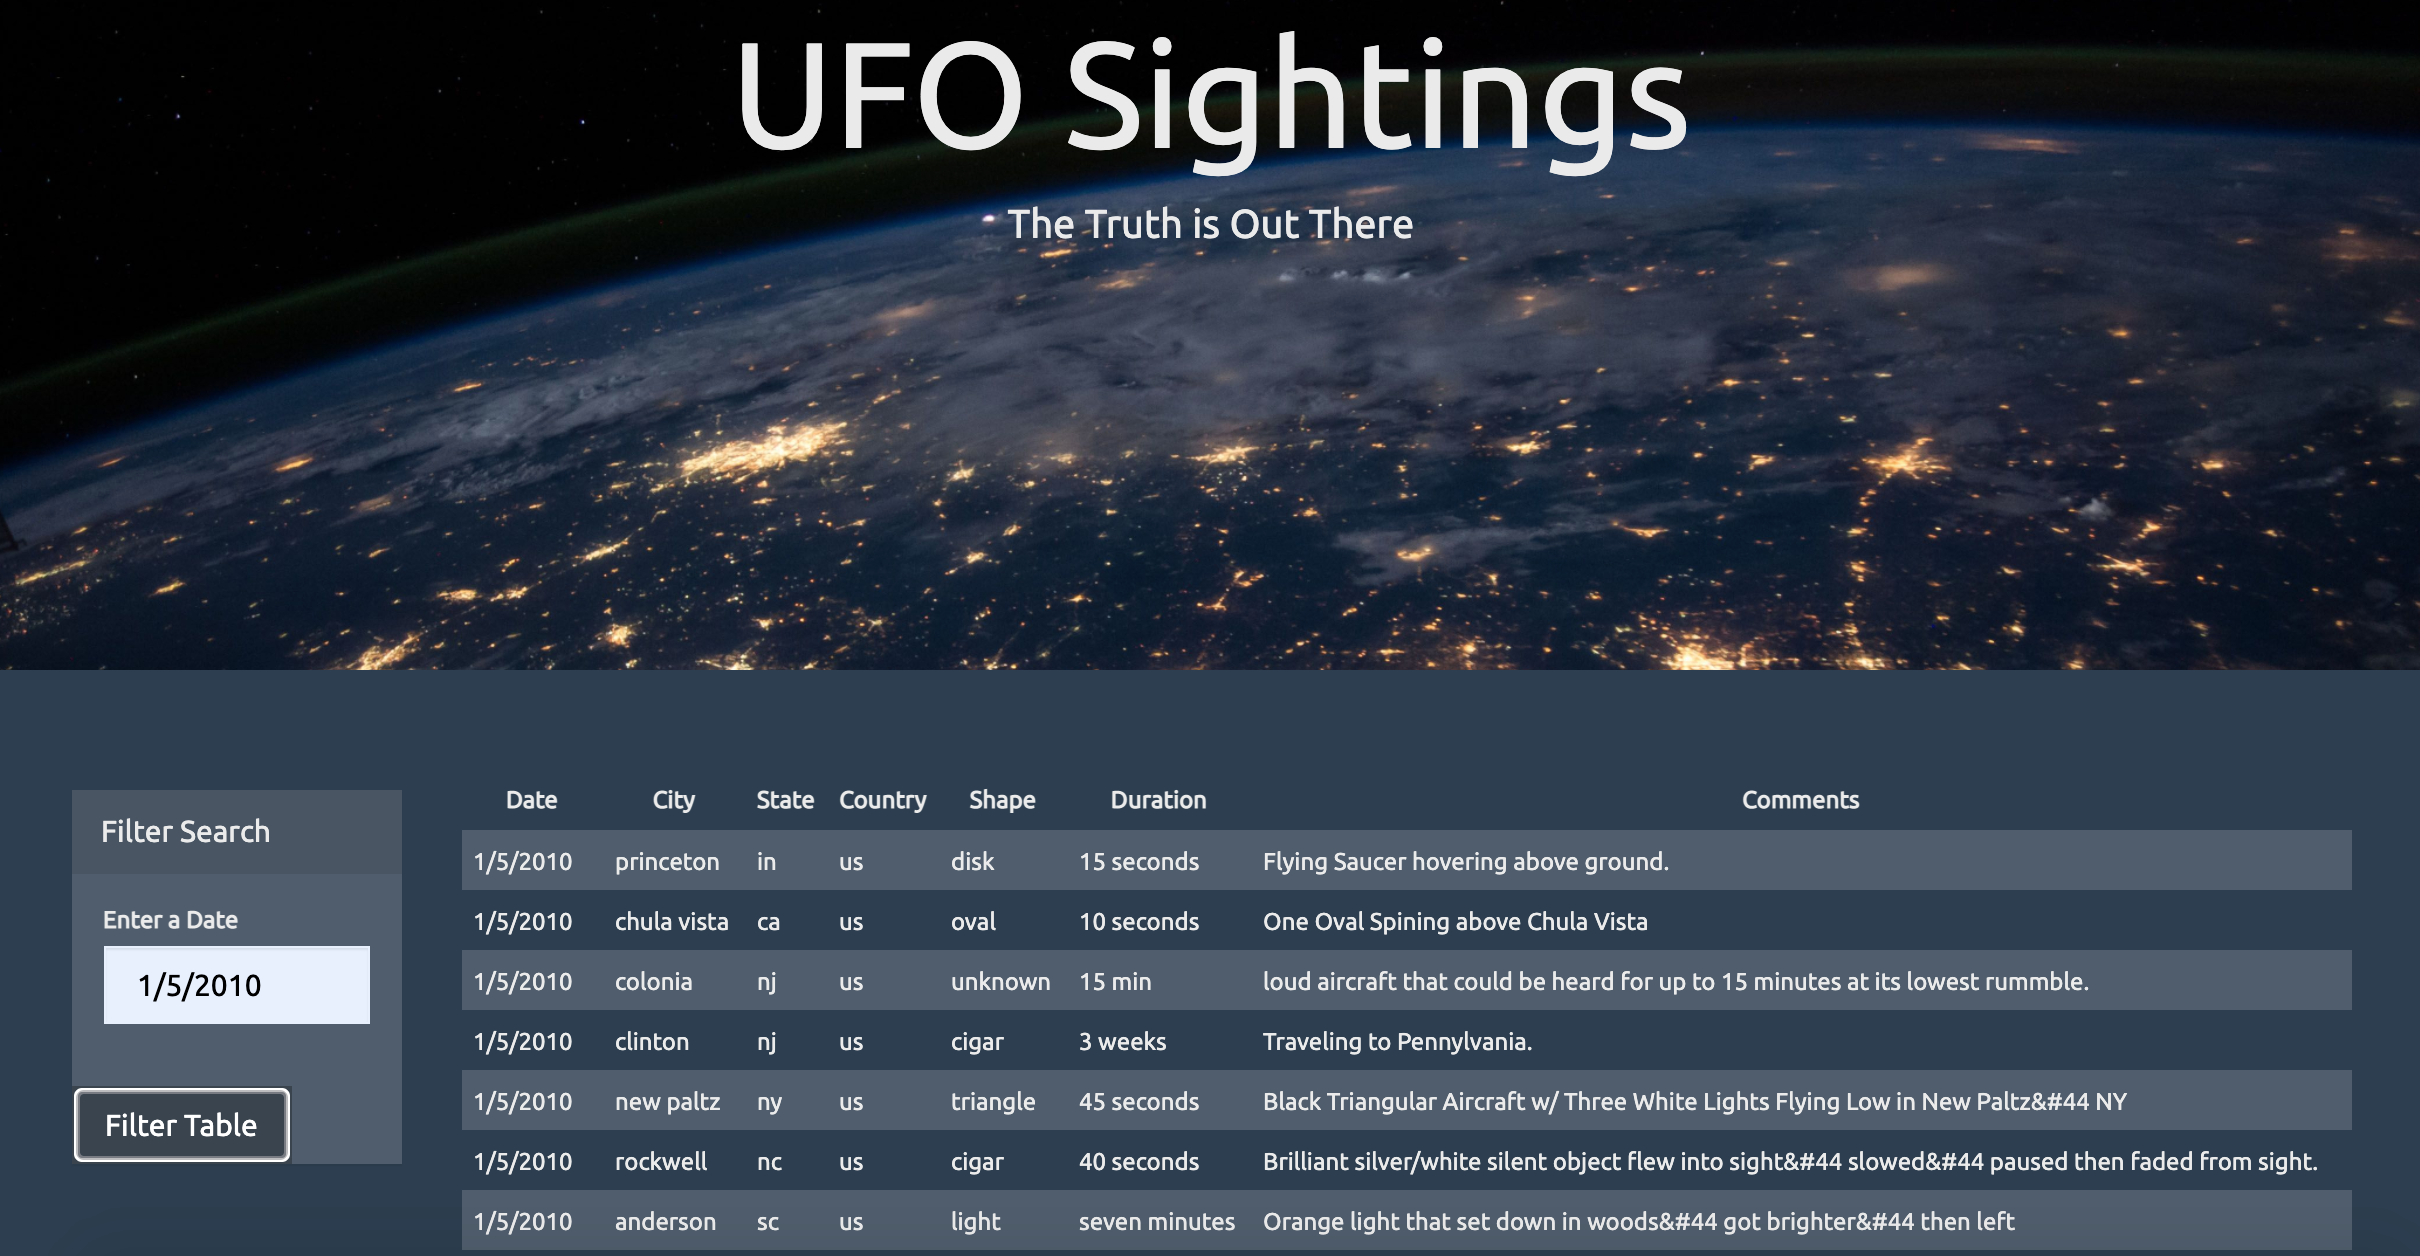 UFO Sightings
The Truth is Out There
Filter Search
Enter a Date
1/5/2010
Filter Table
Date City State Country Shape Duration Comments
1/5/2010 princeton in us disk 15 seconds Flying Saucer hovering above ground.
1/5/2010 chula vista ca us oval 10 seconds One Oval Spining above Chula Vista
1/5/2010 colonia nj us unknown 15 min loud aircraft that could be heard for up to 15 minutes at its lowest rummble.
1/5/2010 clinton nj us cigar 3 weeks Traveling to Pennylvania.
1/5/2010 new paltz ny us triangle 45 seconds Black Triangular Aircraft w/ Three White Lights Flying Low in New Paltz&#44 NY
1/5/2010 rockwell nc us cigar 40 seconds Brilliant silver/white silent object flew into sight&#44 slowed&#44 paused then faded from sight.
1/5/2010 anderson sc us light seven minutes Orange light that set down in woods&#44 got brighter&#44 then left